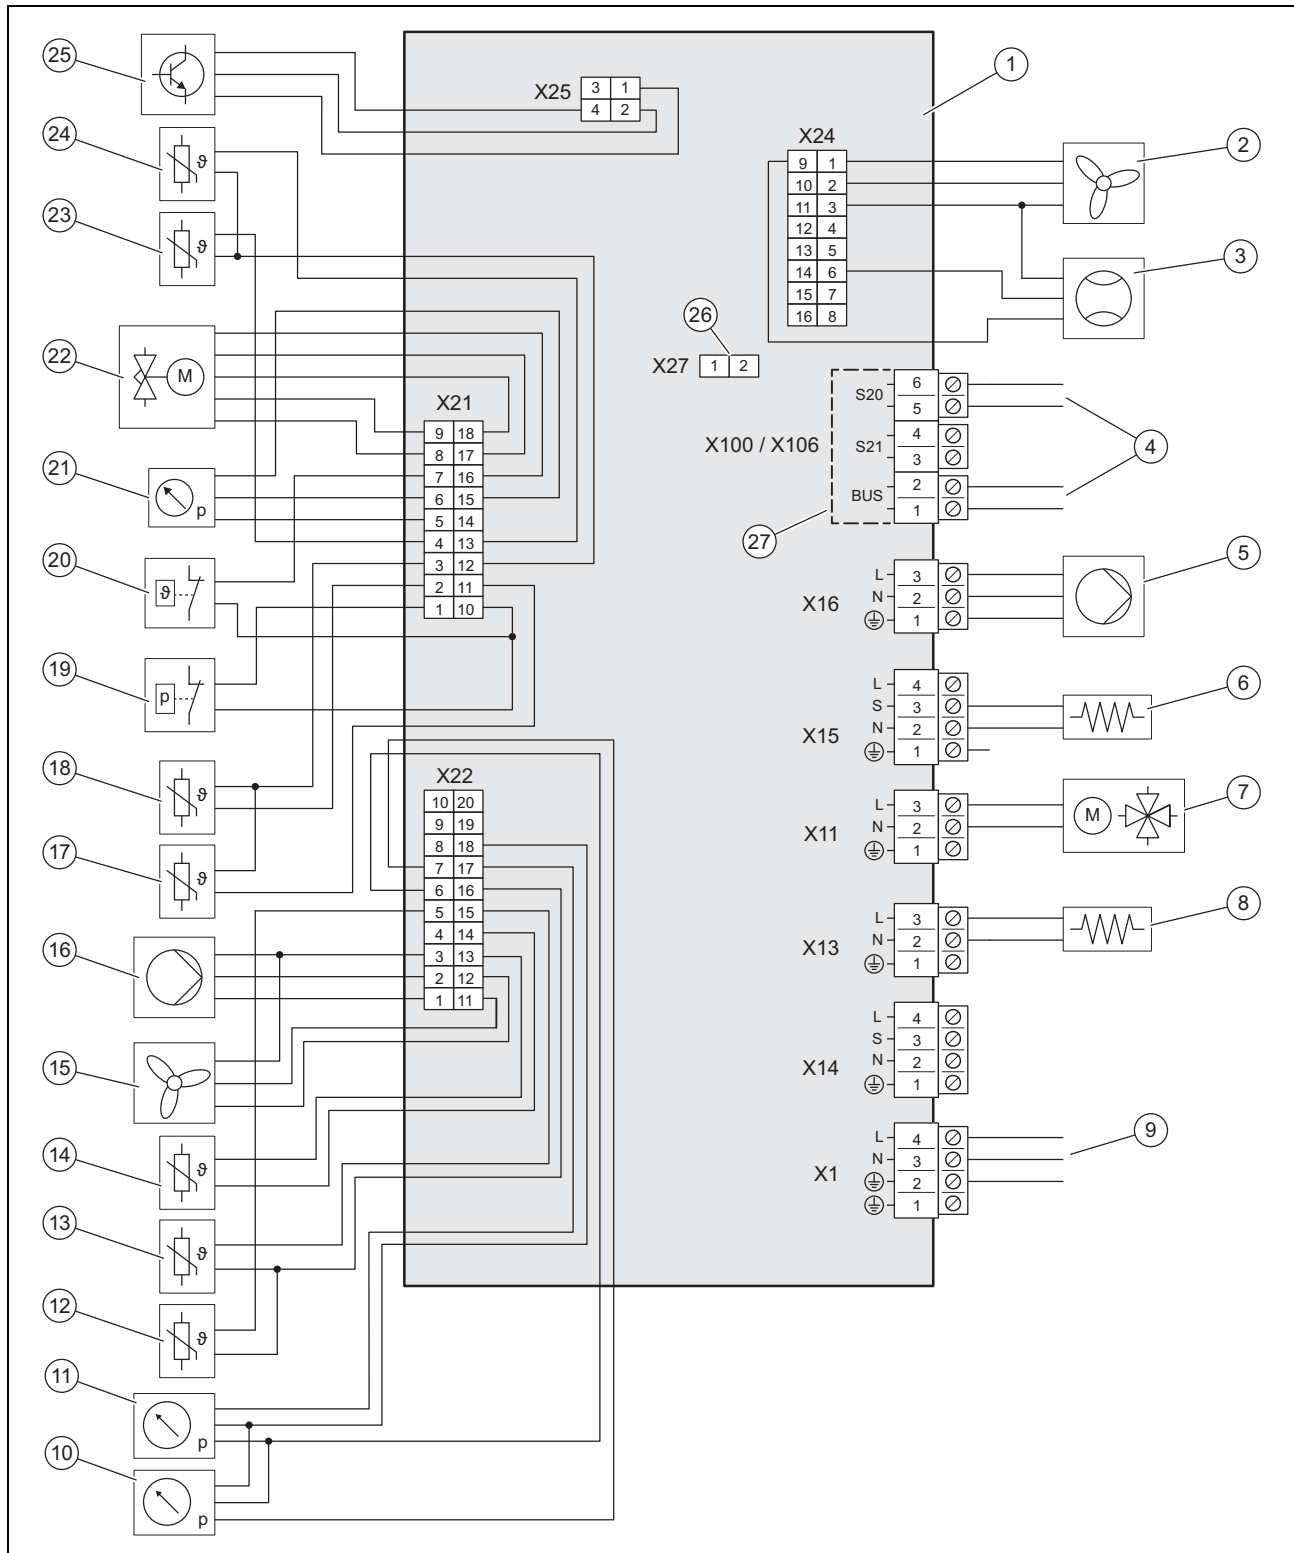 25
24
23
22
M
21
p
20
ϑ
19
p
18
ϑ
17
ϑ
16
15
14
ϑ
13
ϑ
12
ϑ
11
p
10
p
ϑ
ϑ
X25
3 1
4 2
1
X24
9 1
10 2
11 3
12 4
13 5
14 6
15 7
16 8
2
3
26
X27 1 2
X21
9 18
8 17
7 16
6 15
5 14
4 13
3 12
2 11
1 10
X100 / X106
S20
6
5
S21
4
3
BUS
2
1
4
27
X16
L 3
N 2
1
5
X15
L 4
S 3
N 2
1
6
X22
10 20
9 19
8 18
7 17
6 16
5 15
4 14
3 13
2 12
1 11
X11
L 3
N 2
1
M
7
X13
L 3
N 2
1
8
X14
L 4
S 3
N 2
1
X1
L 4
N 3
2
1
9